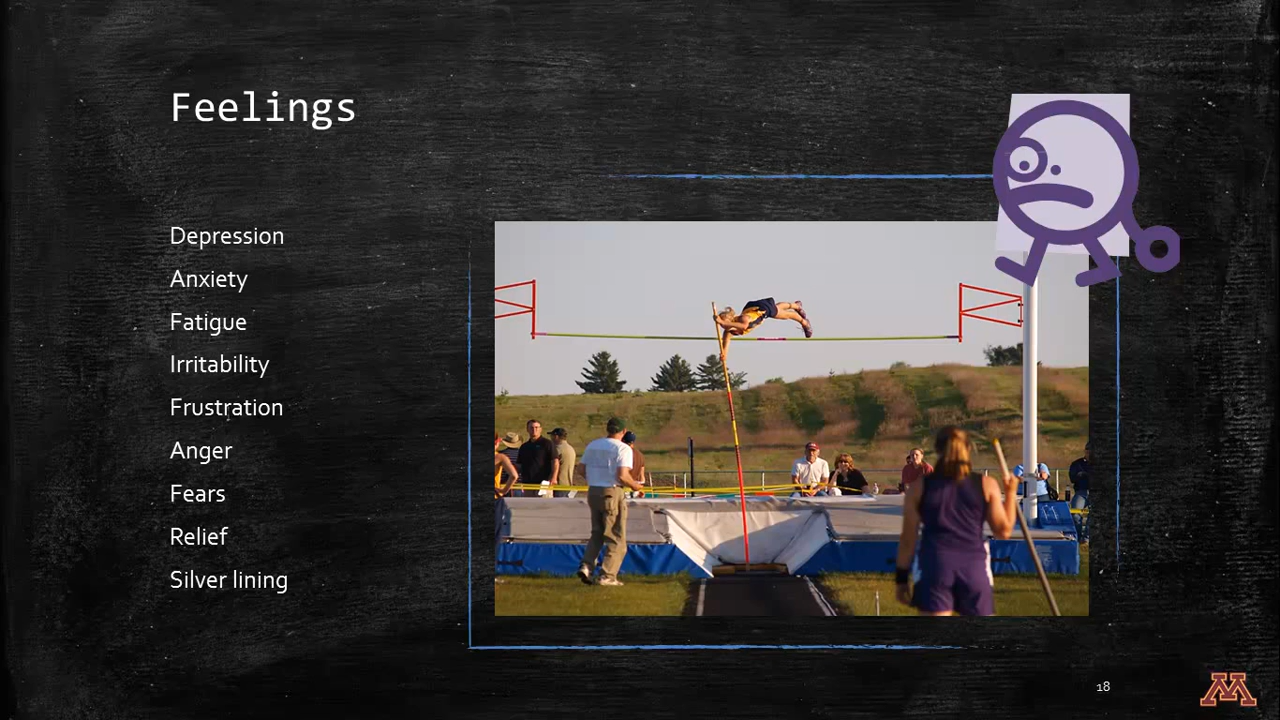 Feelings
Depression
Anxiety
Fatigue
Irritability
Frustration
Anger
Fears
Relief
Silver lining
18
M